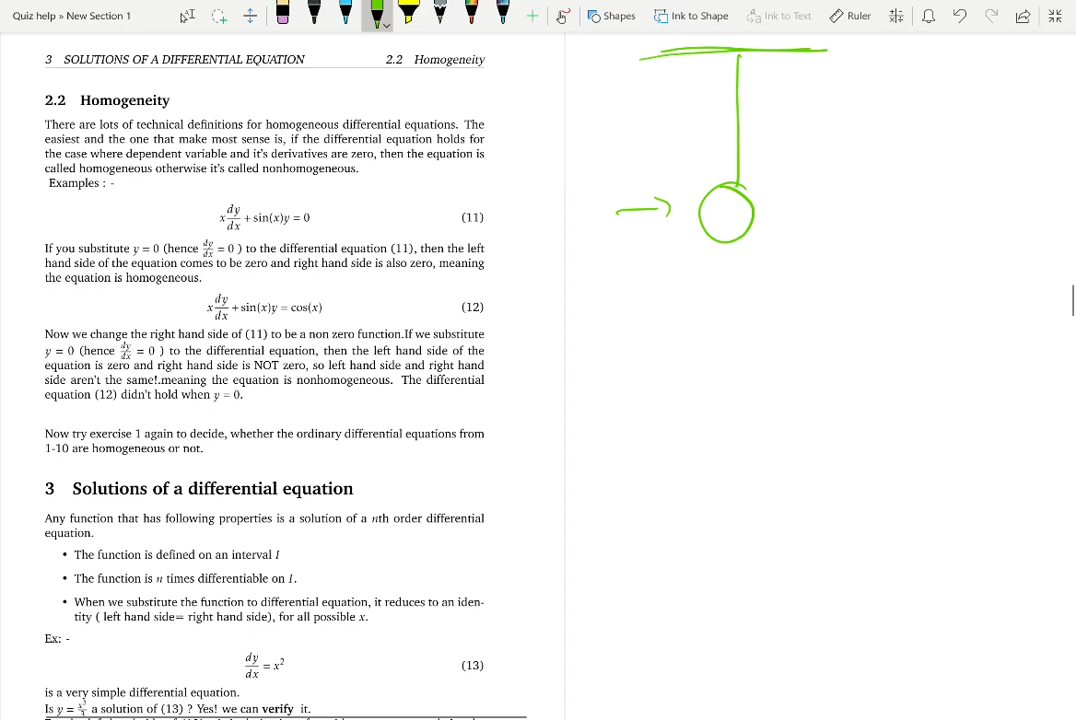 Quiz help » New Section 1
Shapes
Ink to Shape
Ink to Text
Ruler
3 SOLUTIONS OF A DIFFERENTIAL EQUATION 2.2 Homogeneity
2.2 Homogeneity
There are lots of technical definitions for homogeneous differential equations. The
easiest and the one that make most sense is, if the differential equation holds for
the case where dependent variable and it's derivatives are zero, then the equation is
called homogeneous otherwise it's called nonhomogeneous.
Examples : -
x dy/dx + sin(x)y = 0 (11)
If you substitute y = 0 (hence dy/dx = 0 ) to the differential equation (11), then the left
hand side of the equation comes to be zero and right hand side is also zero, meaning
the equation is homogeneous.
x dy/dx + sin(x)y = cos(x) (12)
Now we change the right hand side of (11) to be a non zero function.If we substitute
y = 0 (hence dy/dx = 0 ) to the differential equation, then the left hand side of the
equation is zero and right hand side is NOT zero, so left hand side and right hand
side aren't the same!.meaning the equation is nonhomogeneous. The differential
equation (12) didn't hold when y = 0.
Now try exercise 1 again to decide, whether the ordinary differential equations from
1-10 are homogeneous or not.
3 Solutions of a differential equation
Any function that has following properties is a solution of a nth order differential
equation.
• The function is defined on an interval I
• The function is n times differentiable on I.
• When we substitute the function to differential equation, it reduces to an iden-
tity ( left hand side= right hand side), for all possible x.
Ex: -
dy/dx = x² (13)
is a very simple differential equation.
Is y = x³/3 a solution of (13) ? Yes! we can verify it.